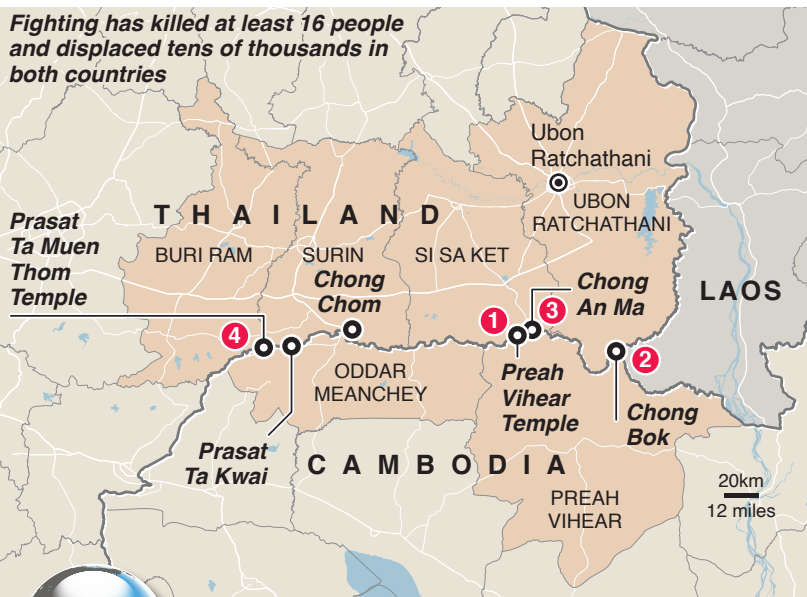 Fighting has killed at least 16 people
and displaced tens of thousands in
both countries
Ubon
Ratchathani
THAILAND
UBON
RATCHATHANI
Prasat
Ta Muen
Thom
Temple
BURI RAM
SURIN
SI SA KET
Chong
Chom
Chong
An Ma
LAOS
4
1
3
2
ODDAR
MEANCHEY
Preah
Vihear
Temple
Chong
Bok
Prasat
Ta Kwai
CAMBODIA
PREAH
VIHEAR
20km
12 miles